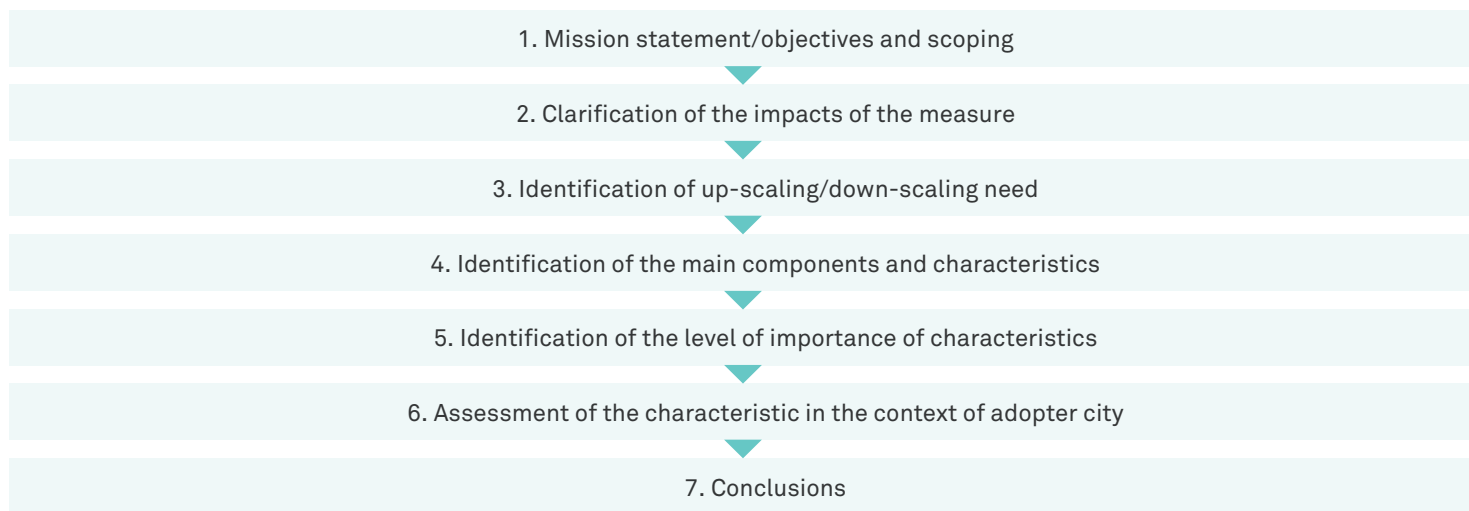 1. Mission statement/objectives and scoping
2. Clarification of the impacts of the measure
3. Identification of up-scaling/down-scaling need
4. Identification of the main components and characteristics
5. Identification of the level of importance of characteristics
6. Assessment of the characteristic in the context of adopter city
7. Conclusions